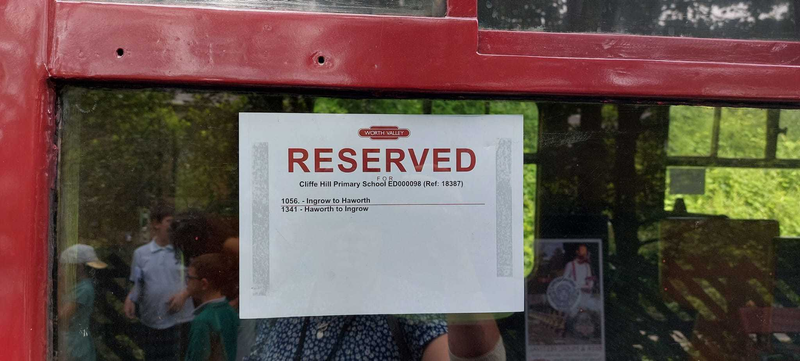 WORTH VALLEY
RESERVED
FOR
Cliffe Hill Primary School ED000098 (Ref: 18387)
1056. - Ingrow to Haworth
1341 - Haworth to Ingrow